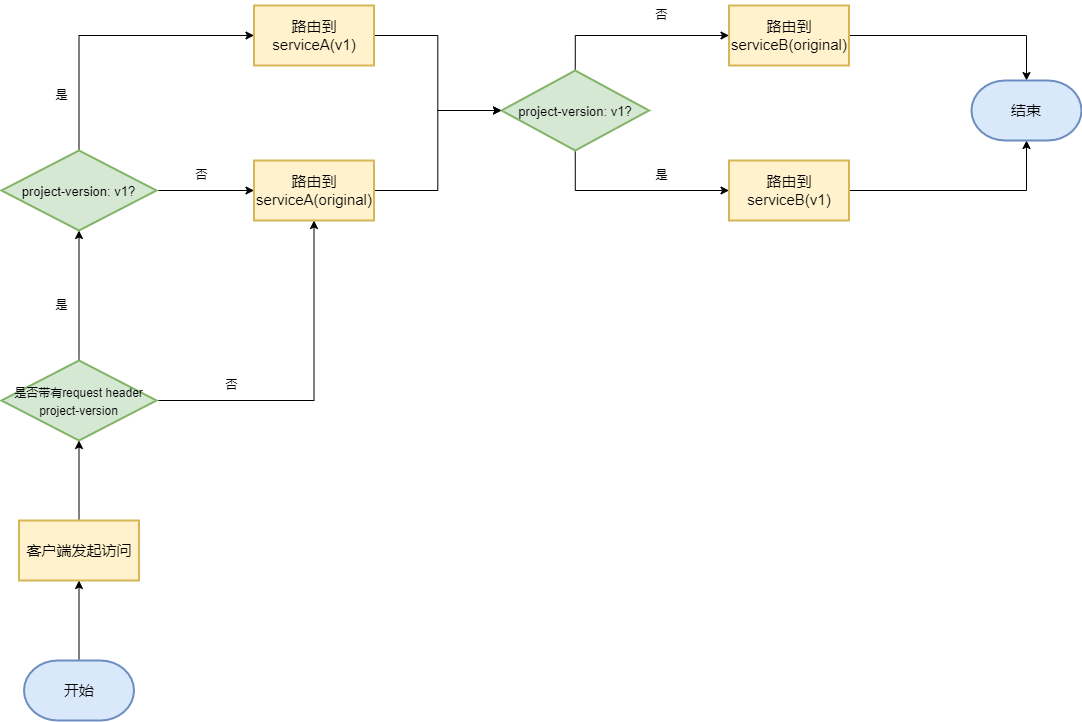 路由到
serviceA(v1)
否
路由到
serviceB(original)
是
project-version: v1?
结束
project-version: v1?
否
路由到
serviceA(original)
是
路由到
serviceB(v1)
是
否
是否带有request header
project-version
客户端发起访问
开始